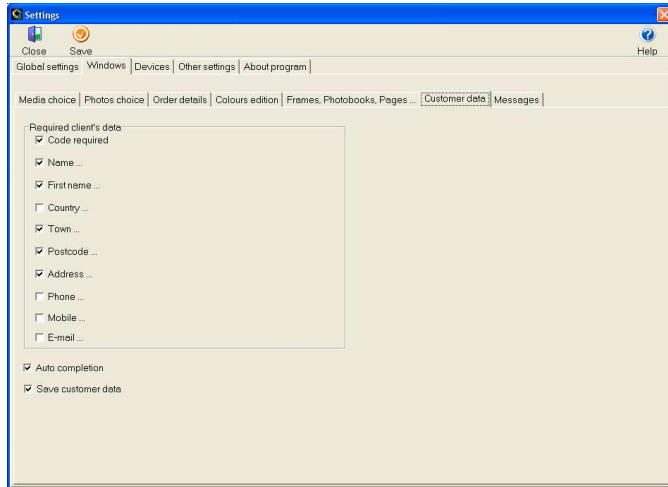 Settings
Close Save Help
Global settings Windows Devices Other settings About program
Media choice Photos choice Order details Colours edition Frames, Photobooks, Pages ... Customer data Messages
Required client's data
Code required
Name ...
First name ...
Country ...
Town ...
Postcode ...
Address ...
Phone ...
Mobile ...
E-mail ...
Auto completion
Save customer data